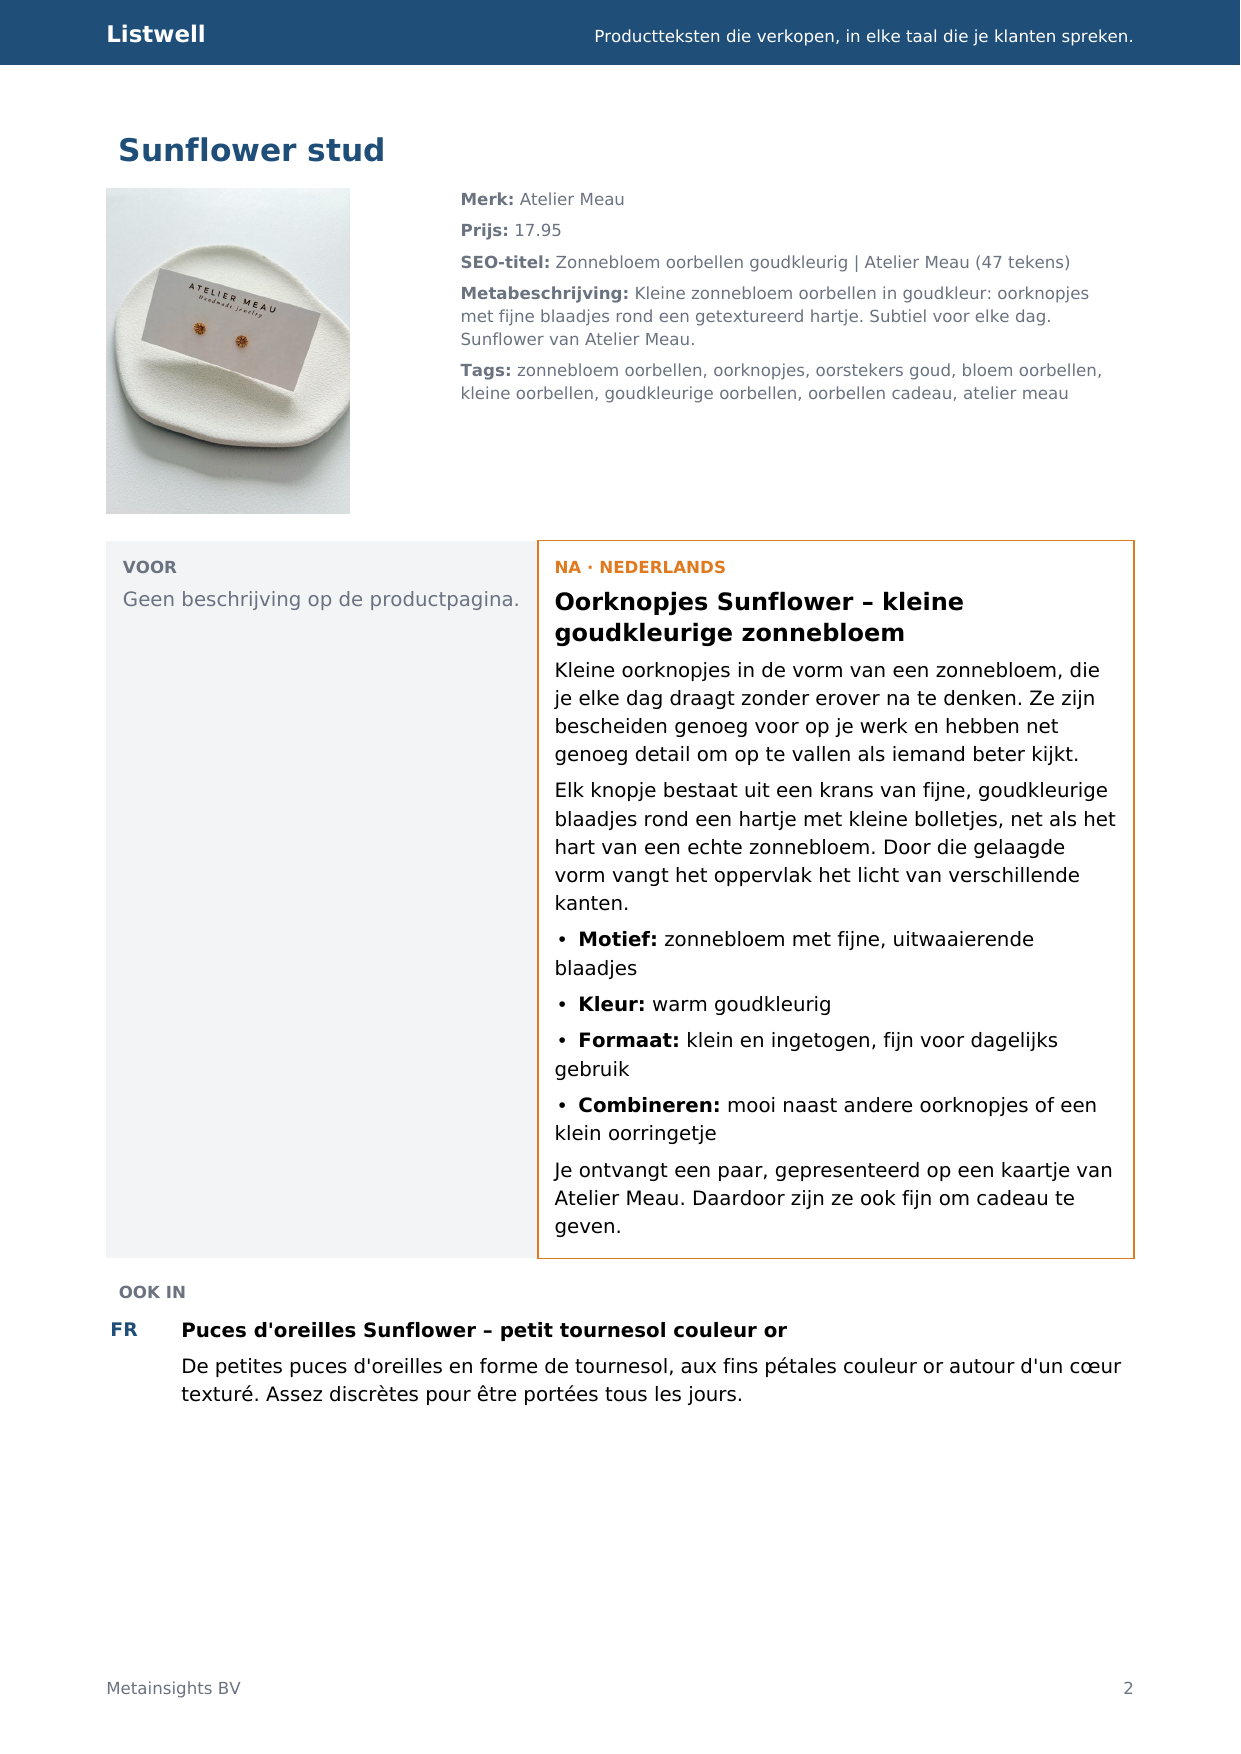 Listwell
Productteksten die verkopen, in elke taal die je klanten spreken.
Sunflower stud
ATELIER MEAU
Handmade jewelry
Merk: Atelier Meau
Prijs: 17.95
SEO-titel: Zonnebloem oorbellen goudkleurig | Atelier Meau (47 tekens)
Metabeschrijving: Kleine zonnebloem oorbellen in goudkleur: oorknopjes
met fijne blaadjes rond een getextureerd hartje. Subtiel voor elke dag.
Sunflower van Atelier Meau.
Tags: zonnebloem oorbellen, oorknopjes, oorstekers goud, bloem oorbellen,
kleine oorbellen, goudkleurige oorbellen, oorbellen cadeau, atelier meau
VOOR
Geen beschrijving op de productpagina.
NA · NEDERLANDS
Oorknopjes Sunflower – kleine
goudkleurige zonnebloem
Kleine oorknopjes in de vorm van een zonnebloem, die
je elke dag draagt zonder erover na te denken. Ze zijn
bescheiden genoeg voor op je werk en hebben net
genoeg detail om op te vallen als iemand beter kijkt.
Elk knopje bestaat uit een krans van fijne, goudkleurige
blaadjes rond een hartje met kleine bolletjes, net als het
hart van een echte zonnebloem. Door die gelaagde
vorm vangt het oppervlak het licht van verschillende
kanten.
• Motief: zonnebloem met fijne, uitwaaierende
blaadjes
• Kleur: warm goudkleurig
• Formaat: klein en ingetogen, fijn voor dagelijks
gebruik
• Combineren: mooi naast andere oorknopjes of een
klein oorringetje
Je ontvangt een paar, gepresenteerd op een kaartje van
Atelier Meau. Daardoor zijn ze ook fijn om cadeau te
geven.
OOK IN
FR
Puces d'oreilles Sunflower – petit tournesol couleur or
De petites puces d'oreilles en forme de tournesol, aux fins pétales couleur or autour d'un cœur
texturé. Assez discrètes pour être portées tous les jours.
Metainsights BV
2